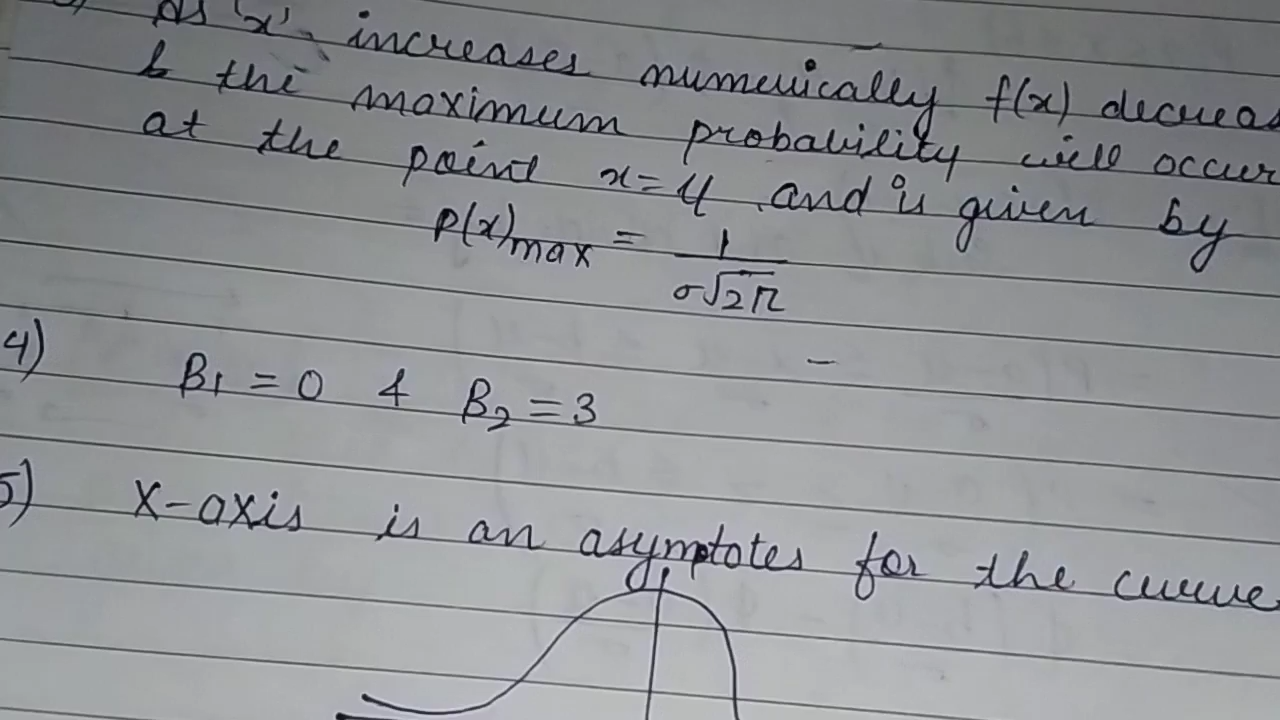 As 'x', increases numerically f(x) decreas
& the maximum probability will occur
at the point x=μ and is given by
P(x)max = 1/σ√2π
4) β1 = 0 & β2 = 3
5) X-axis is an asymptotes for the curve